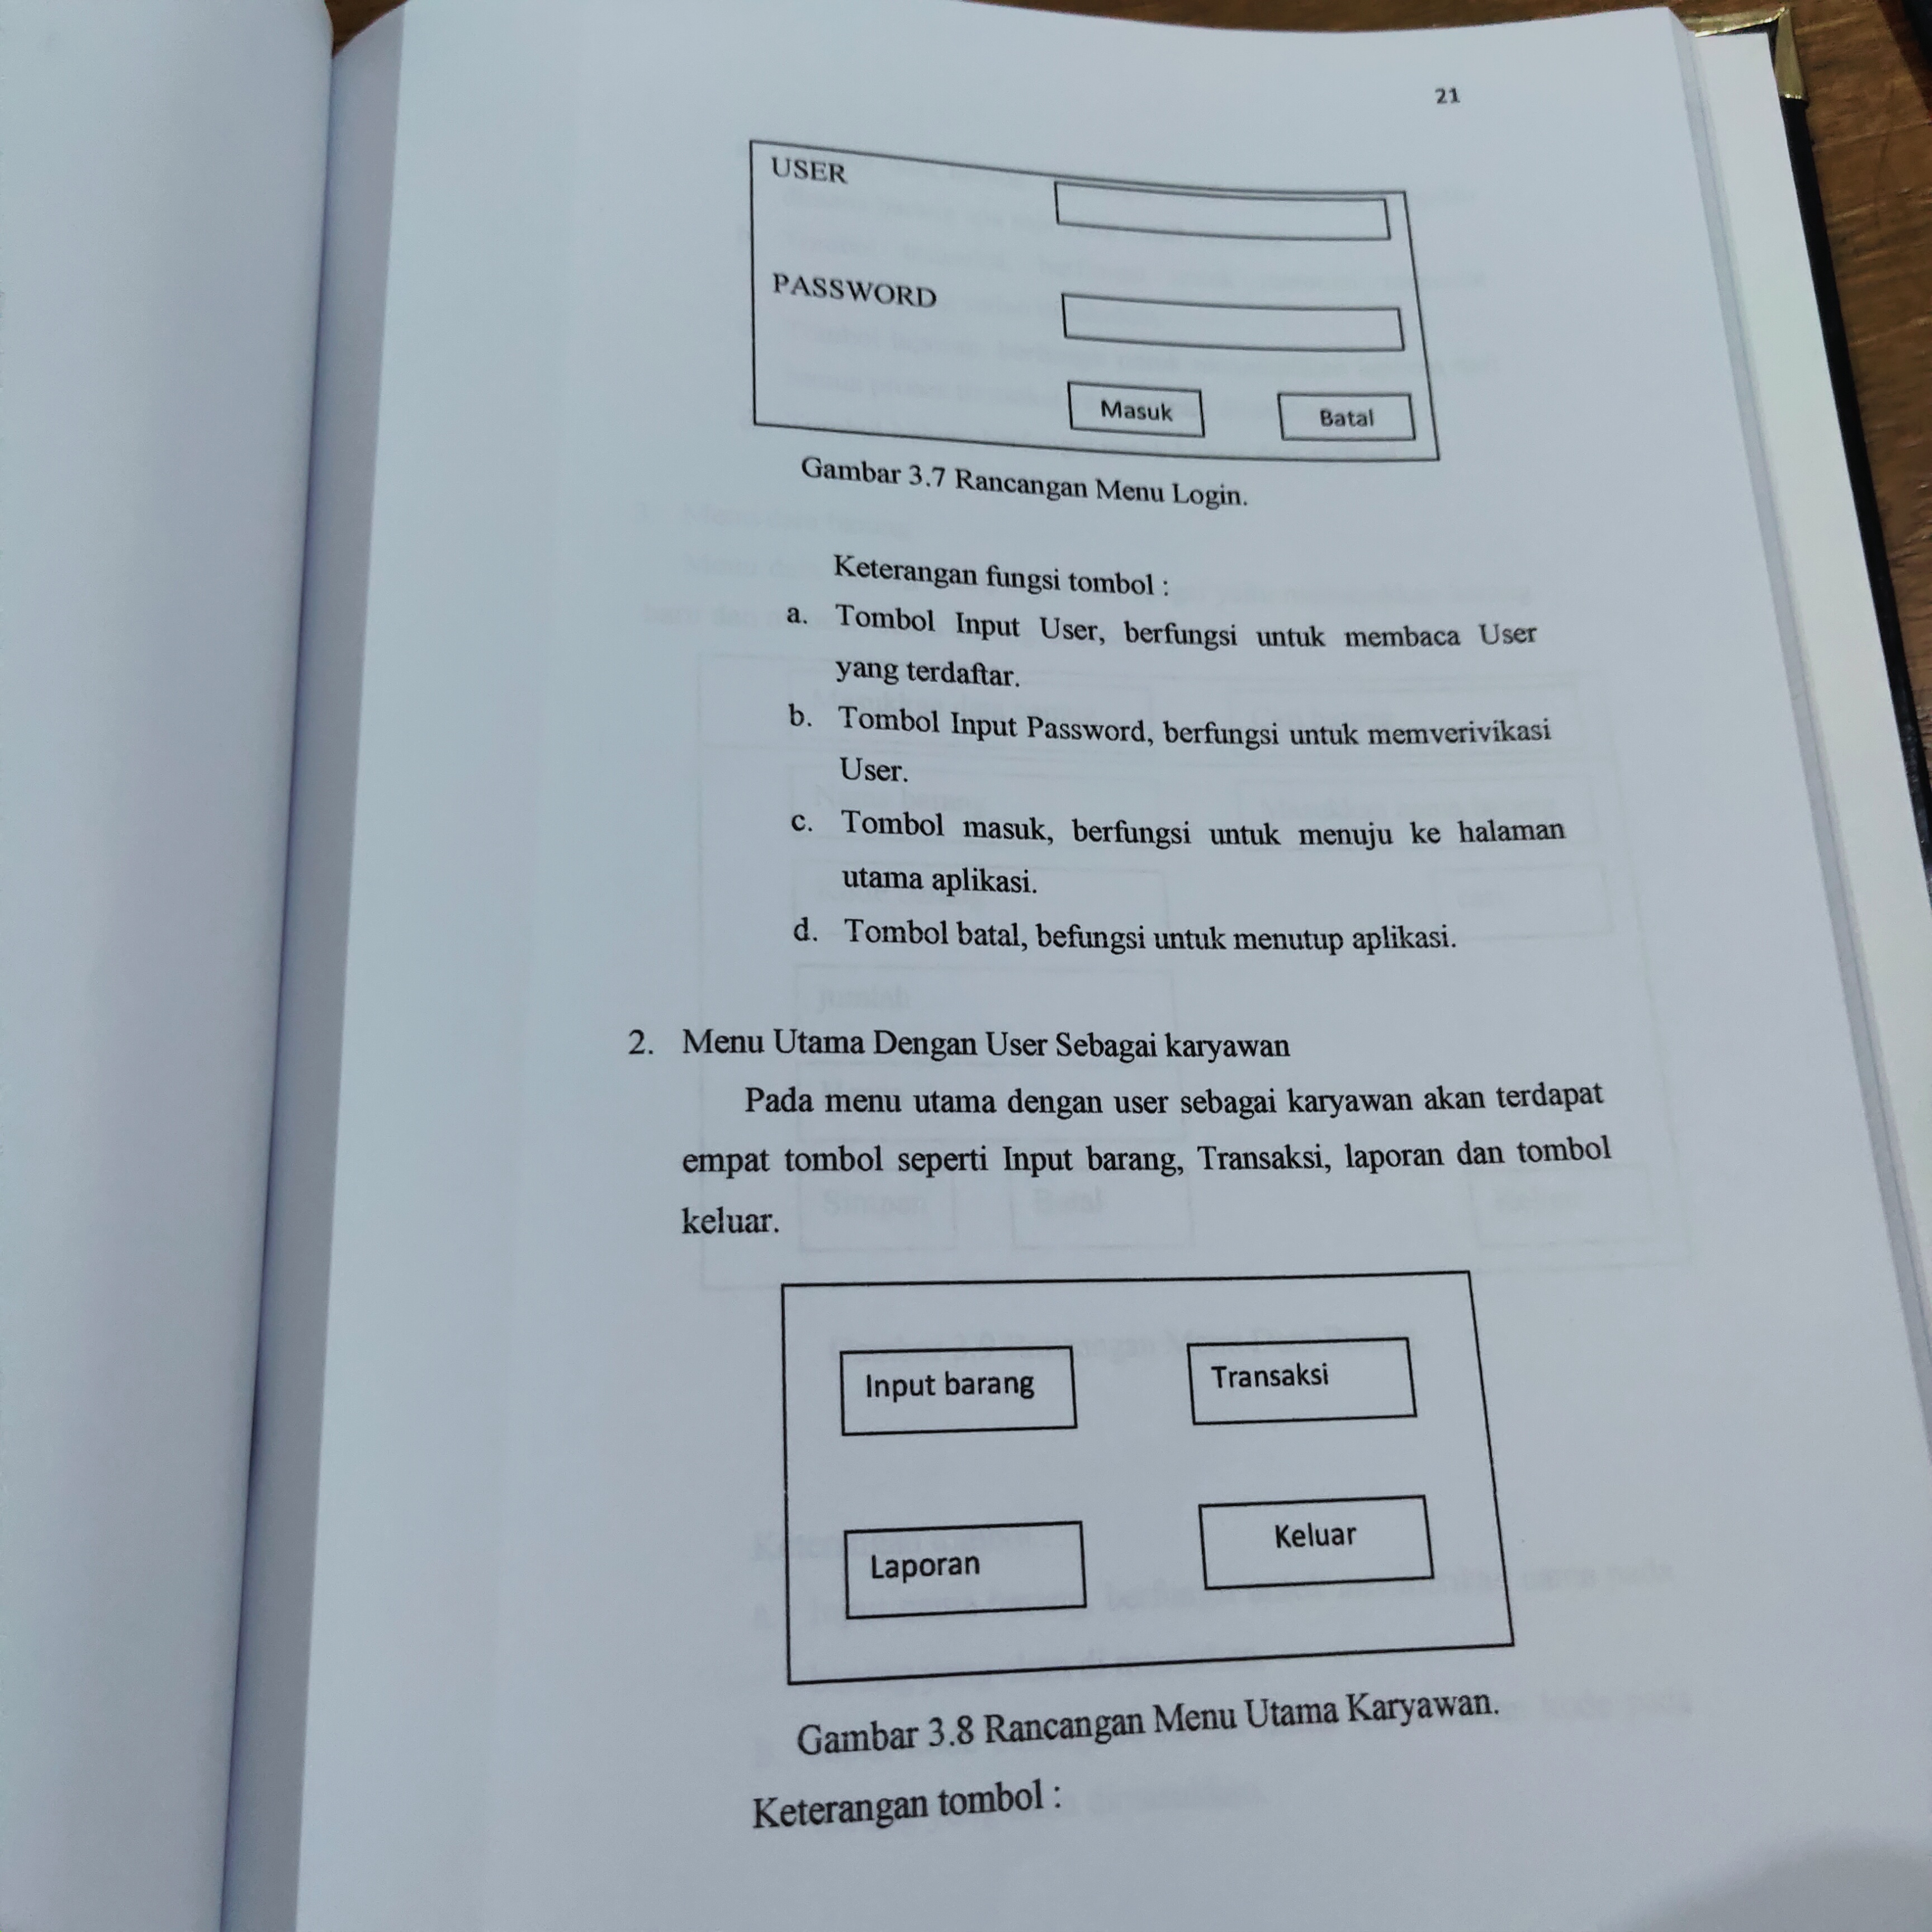 21
USER
PASSWORD
Masuk Batal
Gambar 3.7 Rancangan Menu Login.
Keterangan fungsi tombol :
a. Tombol Input User, berfungsi untuk membaca User
yang terdaftar.
b. Tombol Input Password, berfungsi untuk memverivikasi
User.
c. Tombol masuk, berfungsi untuk menuju ke halaman
utama aplikasi.
d. Tombol batal, befungsi untuk menutup aplikasi.
2. Menu Utama Dengan User Sebagai karyawan
Pada menu utama dengan user sebagai karyawan akan terdapat
empat tombol seperti Input barang, Transaksi, laporan dan tombol
keluar.
Input barang Transaksi
Laporan Keluar
Gambar 3.8 Rancangan Menu Utama Karyawan.
Keterangan tombol :